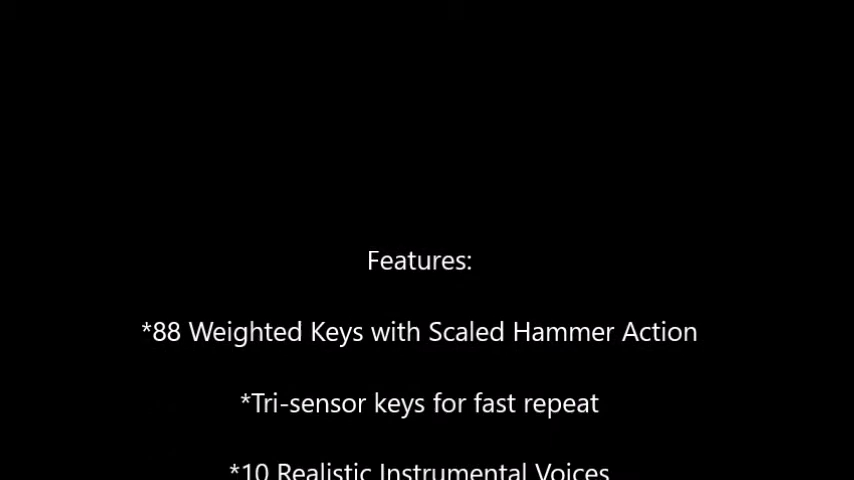 Features:
*88 Weighted Keys with Scaled Hammer Action
*Tri-sensor keys for fast repeat
*10 Realistic Instrumental Voices